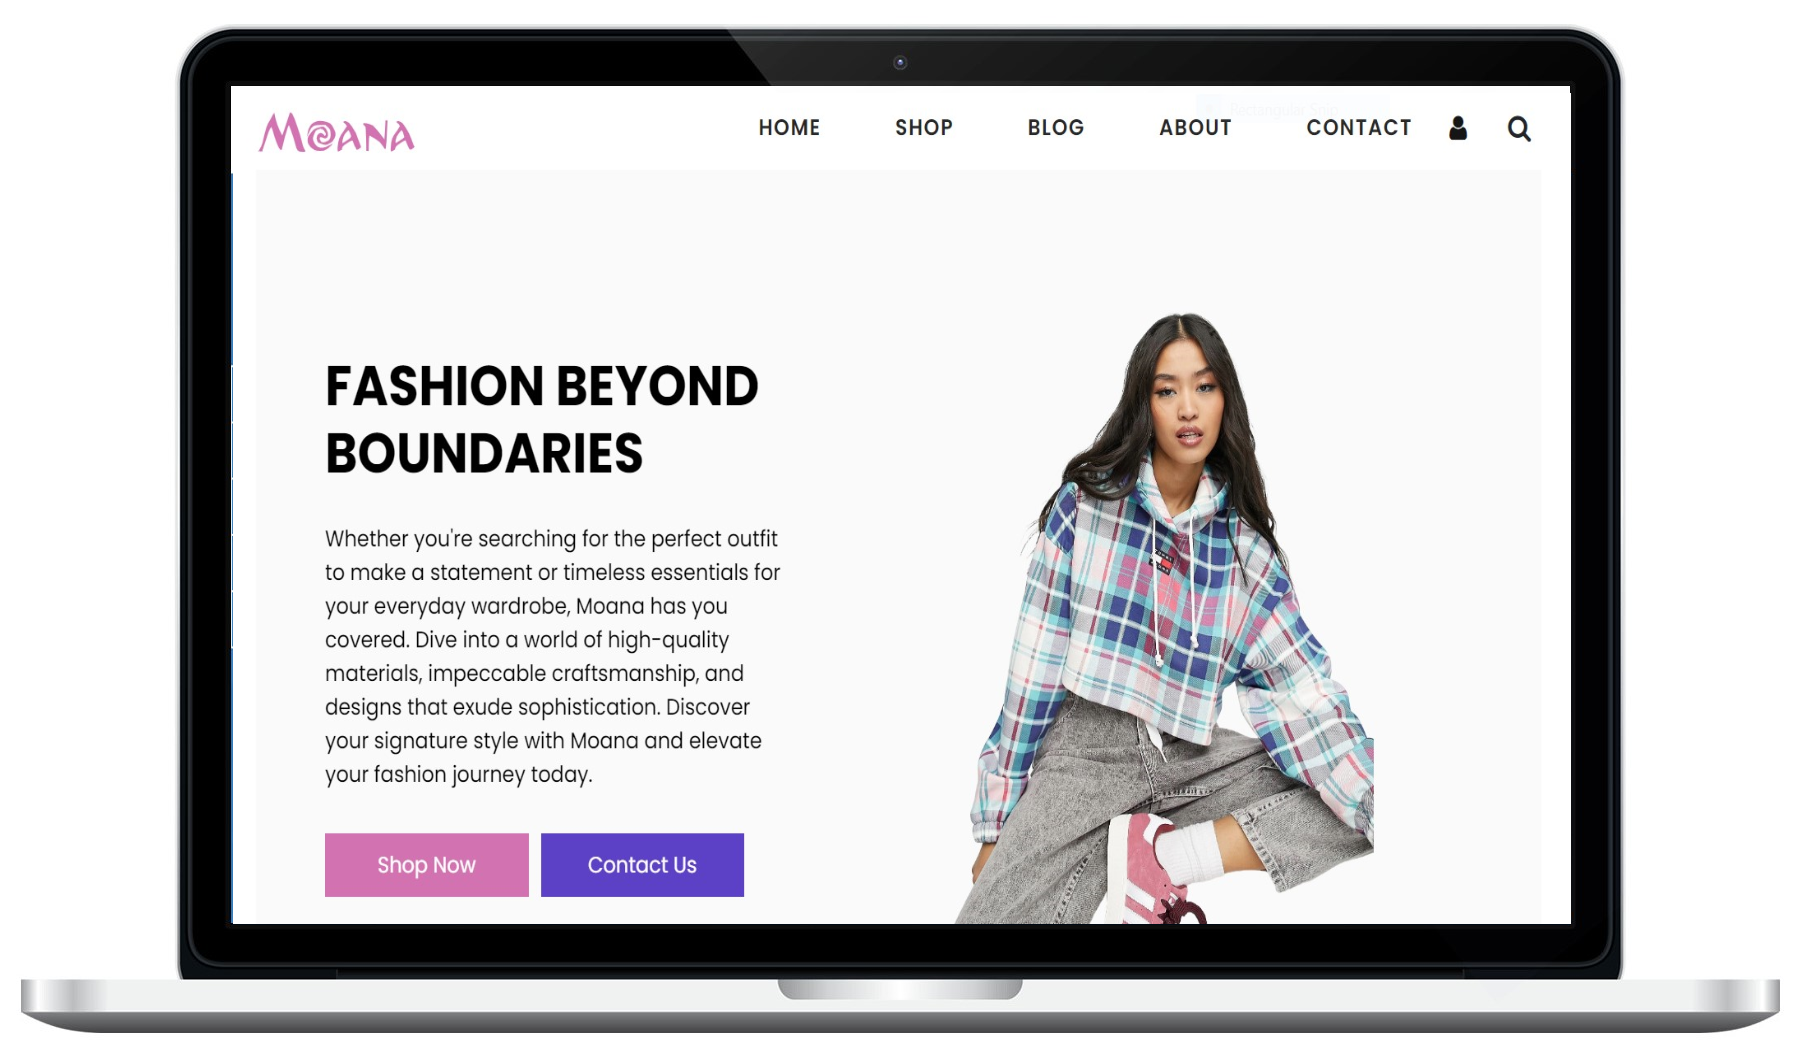 MOANA
HOME SHOP BLOG ABOUT CONTACT
FASHION BEYOND
BOUNDARIES
Whether you're searching for the perfect outfit
to make a statement or timeless essentials for
your everyday wardrobe, Moana has you
covered. Dive into a world of high-quality
materials, impeccable craftsmanship, and
designs that exude sophistication. Discover
your signature style with Moana and elevate
your fashion journey today.
Shop Now Contact Us